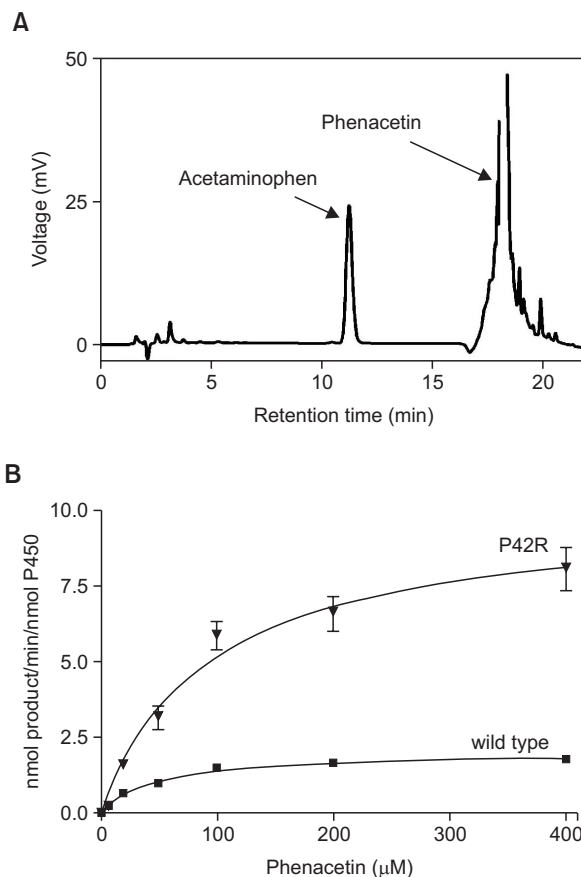 A
50
25
0
Voltage (mV)
Acetaminophen
Phenacetin
0 5 10 15 20
Retention time (min)
B
10.0
7.5
5.0
2.5
0.0
nmol product/min/nmol P450
P42R
wild type
0 100 200 300 400
Phenacetin (μM)